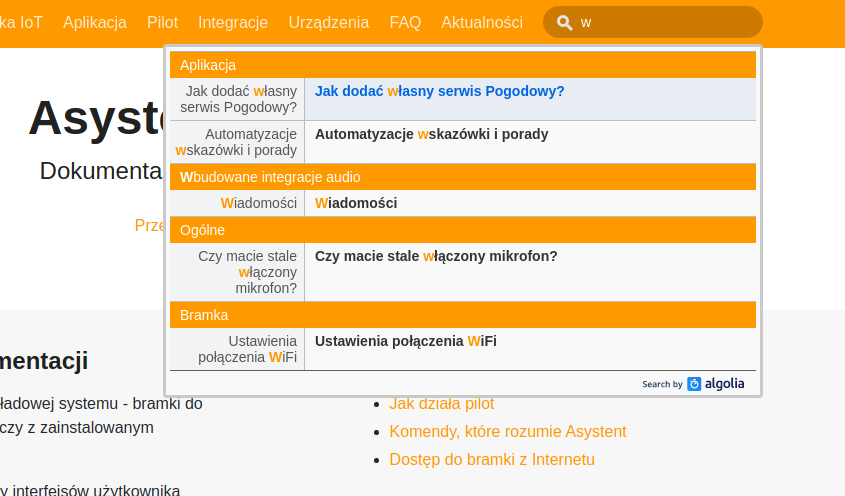 ka IoT Aplikacja Pilot Integracje Urządzenia FAQ Aktualności w
Aplikacja
Jak dodać własny
serwis Pogodowy?
Jak dodać własny serwis Pogodowy?
Automatyzacje
wskazówki i porady
Automatyzacje wskazówki i porady
Wbudowane integracje audio
Wiadomości
Wiadomości
Ogólne
Czy macie stale
włączony
mikrofon?
Czy macie stale włączony mikrofon?
Bramka
Ustawienia
połączenia WiFi
Ustawienia połączenia WiFi
Search by algolia
Asyste
Dokumenta
Prze
mentacji
ładowej systemu - bramki do
czy z zainstalowanym
y interfejsów użytkownika
Jak działa pilot
Komendy, które rozumie Asystent
Dostęp do bramki z Internetu